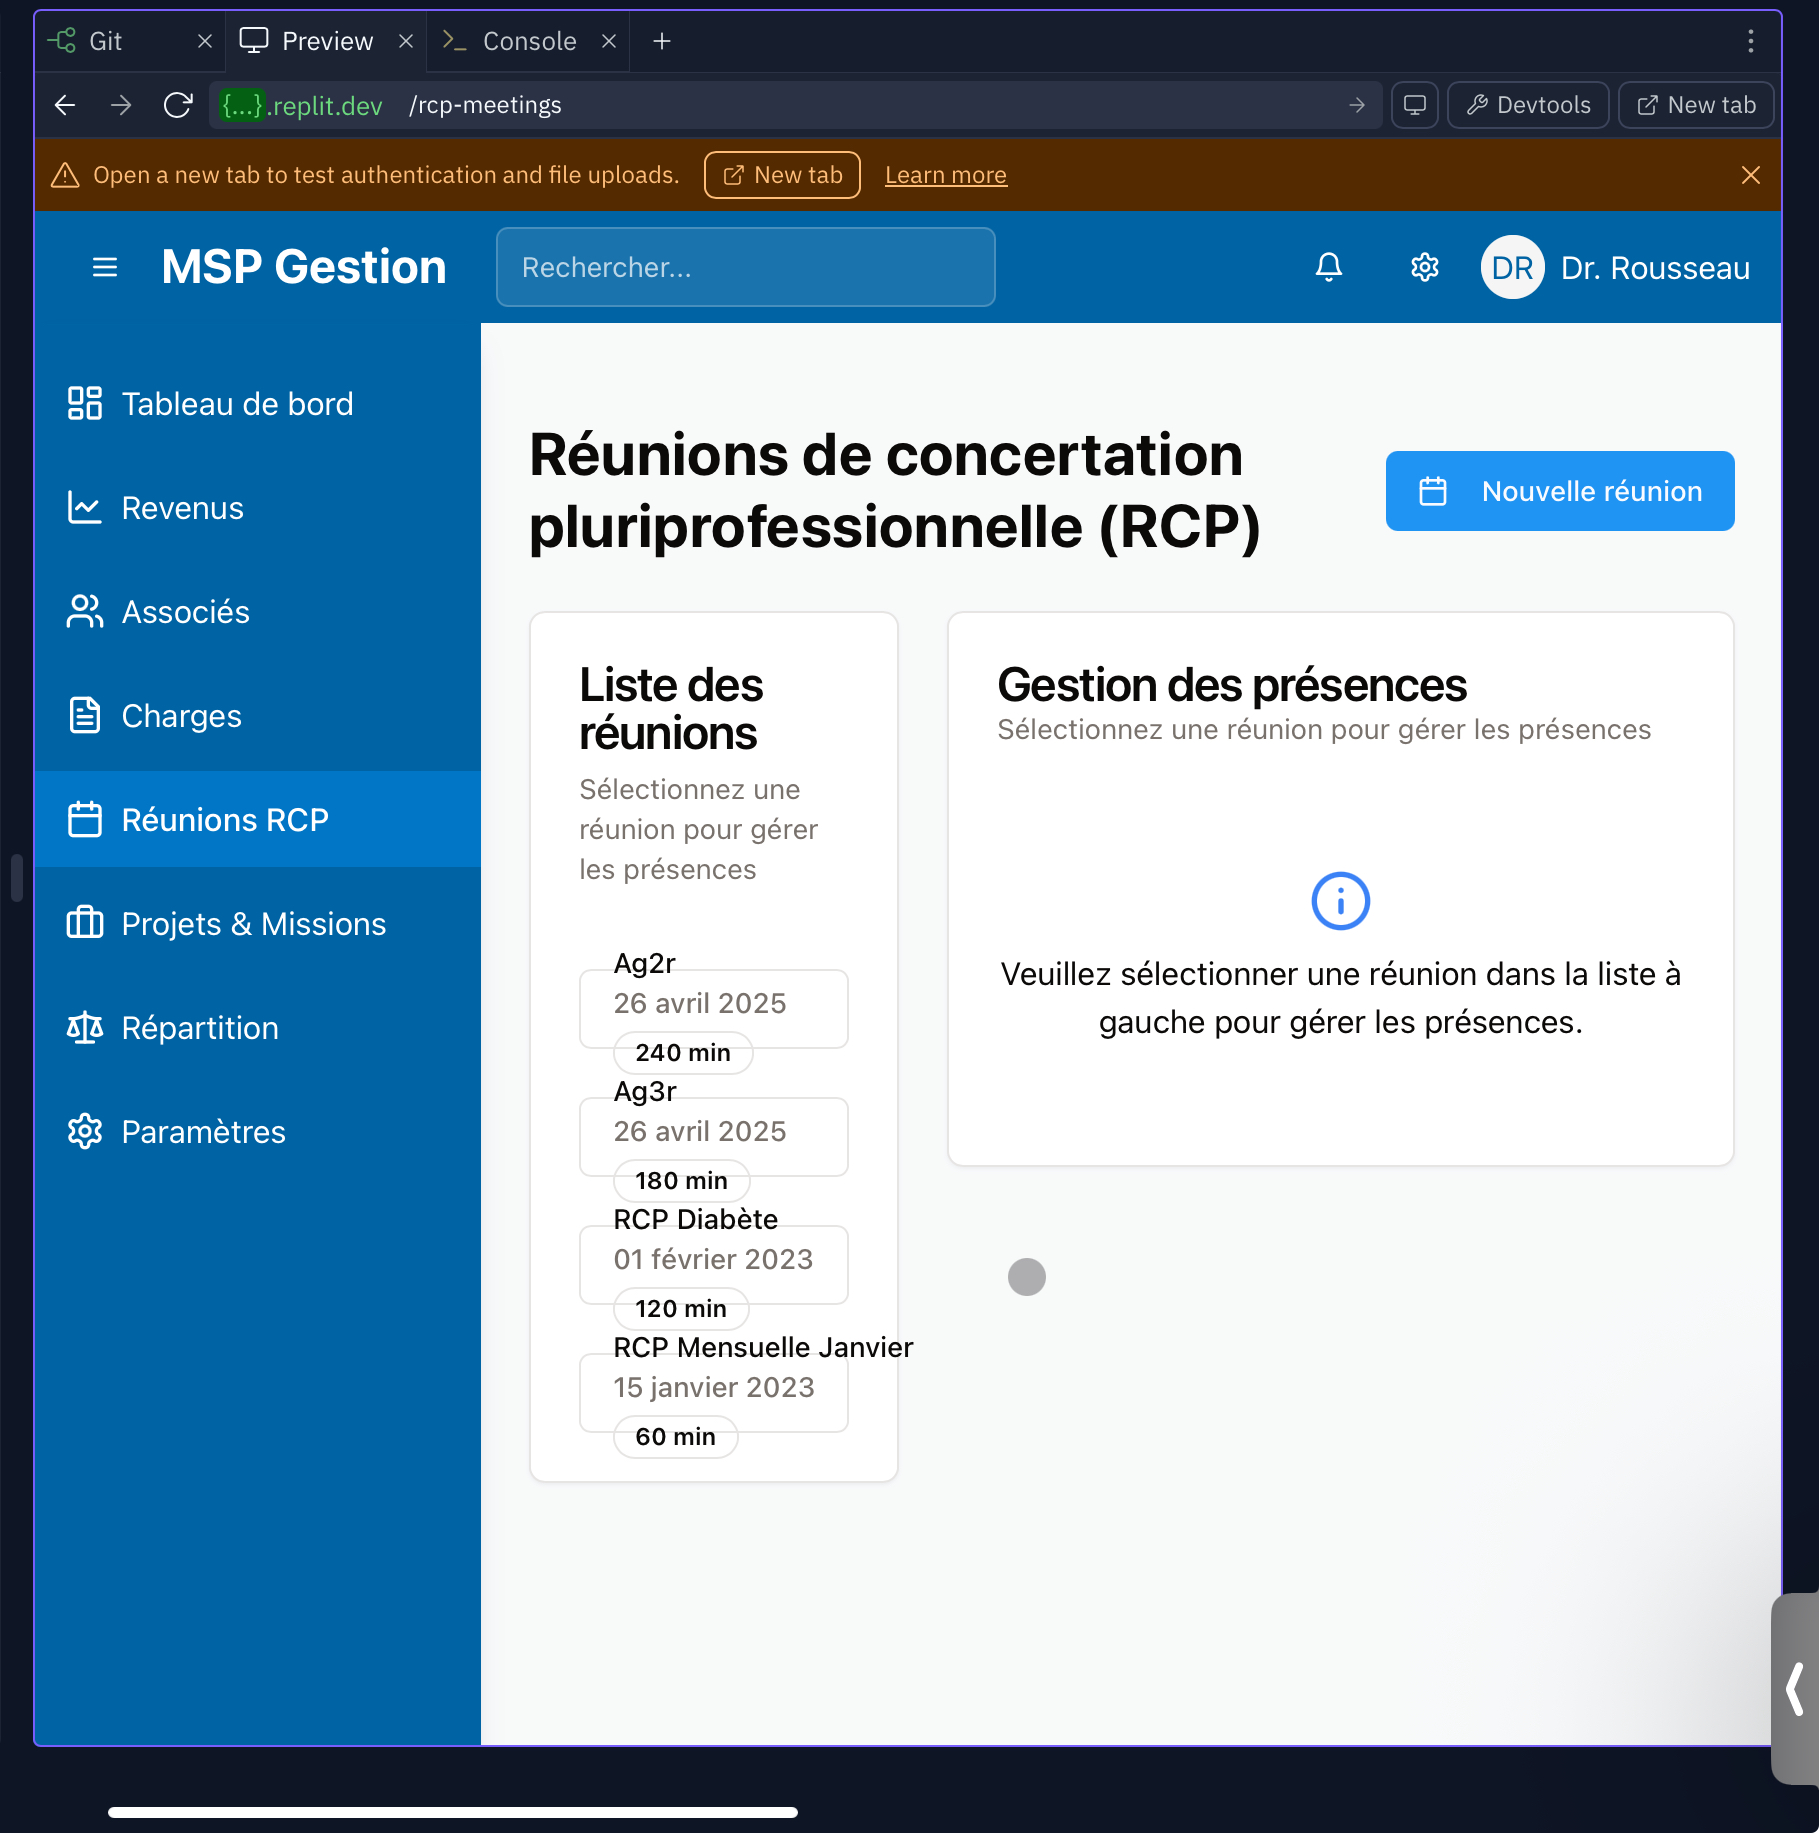 Git
Preview
Console
{...}.replit.dev /rcp-meetings
Devtools
New tab
Open a new tab to test authentication and file uploads.
New tab
Learn more
MSP Gestion
Rechercher...
DR
Dr. Rousseau
Tableau de bord
Revenus
Associés
Charges
Réunions RCP
Projets & Missions
Répartition
Paramètres
Réunions de concertation
pluriprofessionnelle (RCP)
Nouvelle réunion
Liste des
réunions
Sélectionnez une
réunion pour gérer
les présences
Ag2r
26 avril 2025
240 min
Ag3r
26 avril 2025
180 min
RCP Diabète
01 février 2023
120 min
RCP Mensuelle Janvier
15 janvier 2023
60 min
Gestion des présences
Sélectionnez une réunion pour gérer les présences
Veuillez sélectionner une réunion dans la liste à
gauche pour gérer les présences.